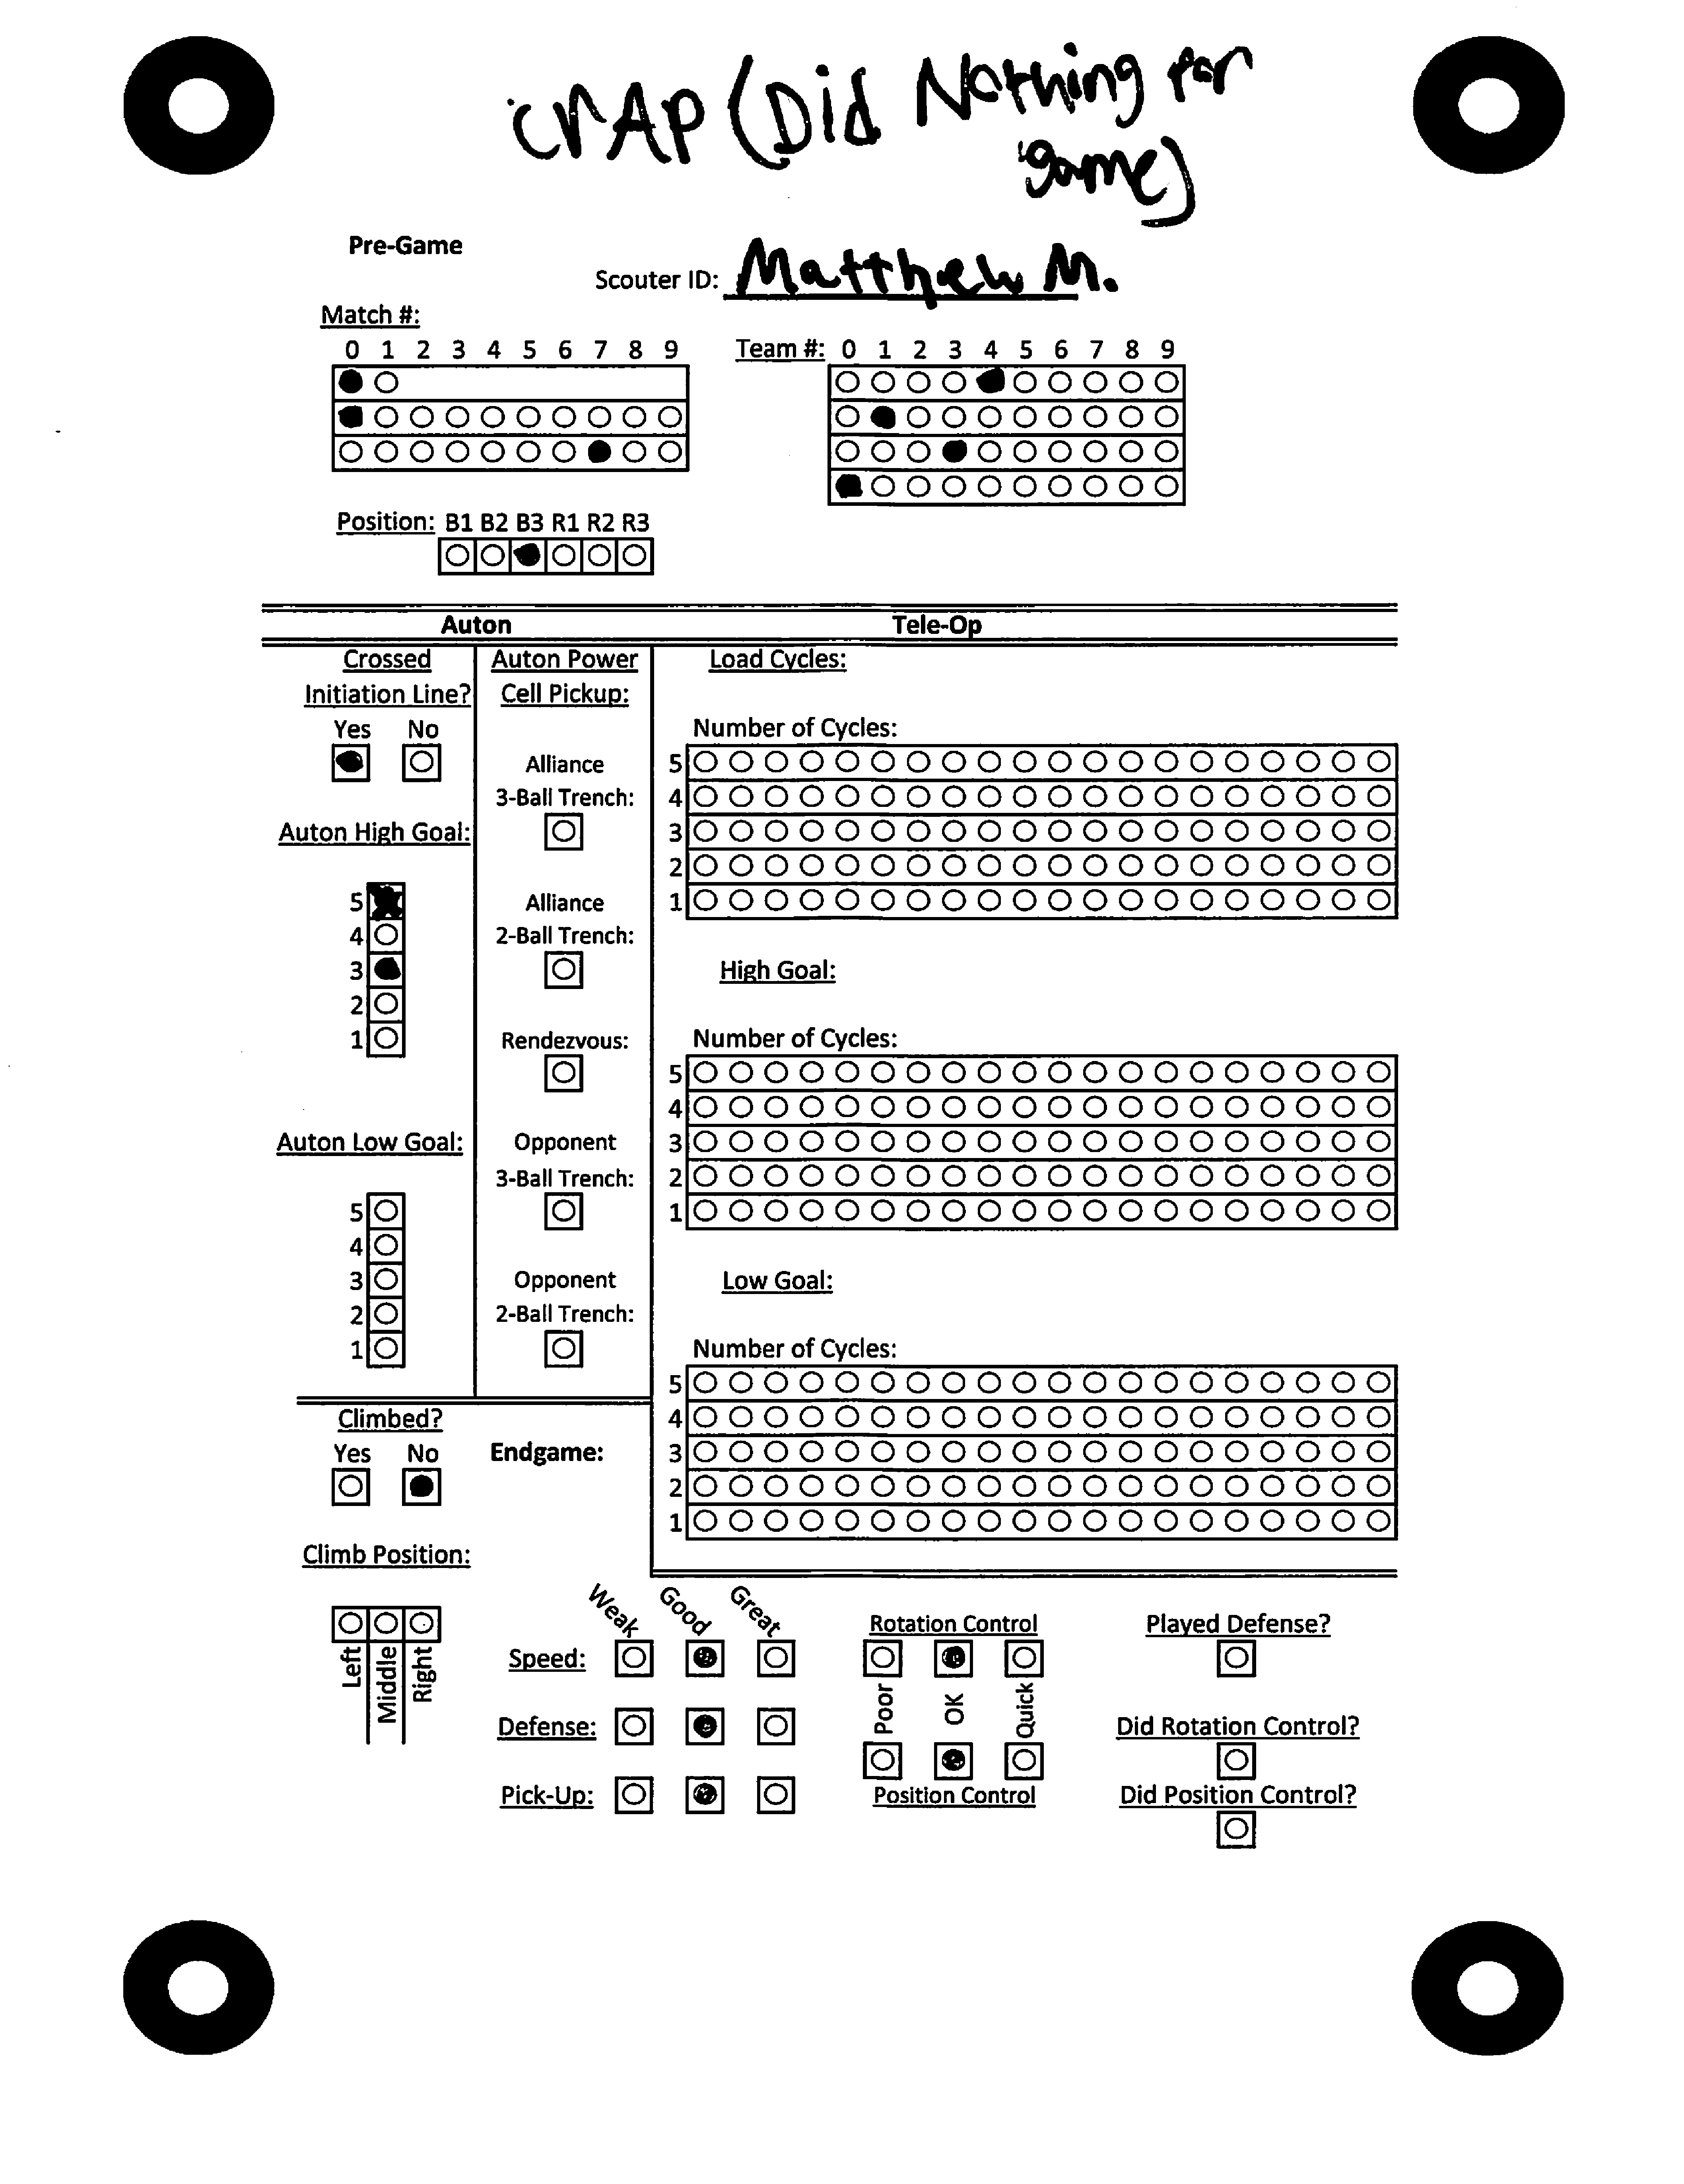 crAp (Did Nothing for
game)
Pre-Game
Scouter ID: Matthew M.
Match #:
0 1 2 3 4 5 6 7 8 9
Team #: 0 1 2 3 4 5 6 7 8 9
Position: B1 B2 B3 R1 R2 R3
Auton
Tele-Op
Crossed
Initiation Line?
Yes No
Auton High Goal:
5
4
3
2
1
Auton Low Goal:
5
4
3
2
1
Auton Power
Cell Pickup:
Alliance
3-Ball Trench:
Alliance
2-Ball Trench:
Rendezvous:
Opponent
3-Ball Trench:
Opponent
2-Ball Trench:
Load Cycles:
Number of Cycles:
5
4
3
2
1
High Goal:
Number of Cycles:
5
4
3
2
1
Low Goal:
Number of Cycles:
5
4
3
2
1
Climbed?
Yes No
Endgame:
Climb Position:
Left
Middle
Right
Weak Good Great
Speed:
Defense:
Pick-Up:
Rotation Control
Poor OK Quick
Position Control
Played Defense?
Did Rotation Control?
Did Position Control?